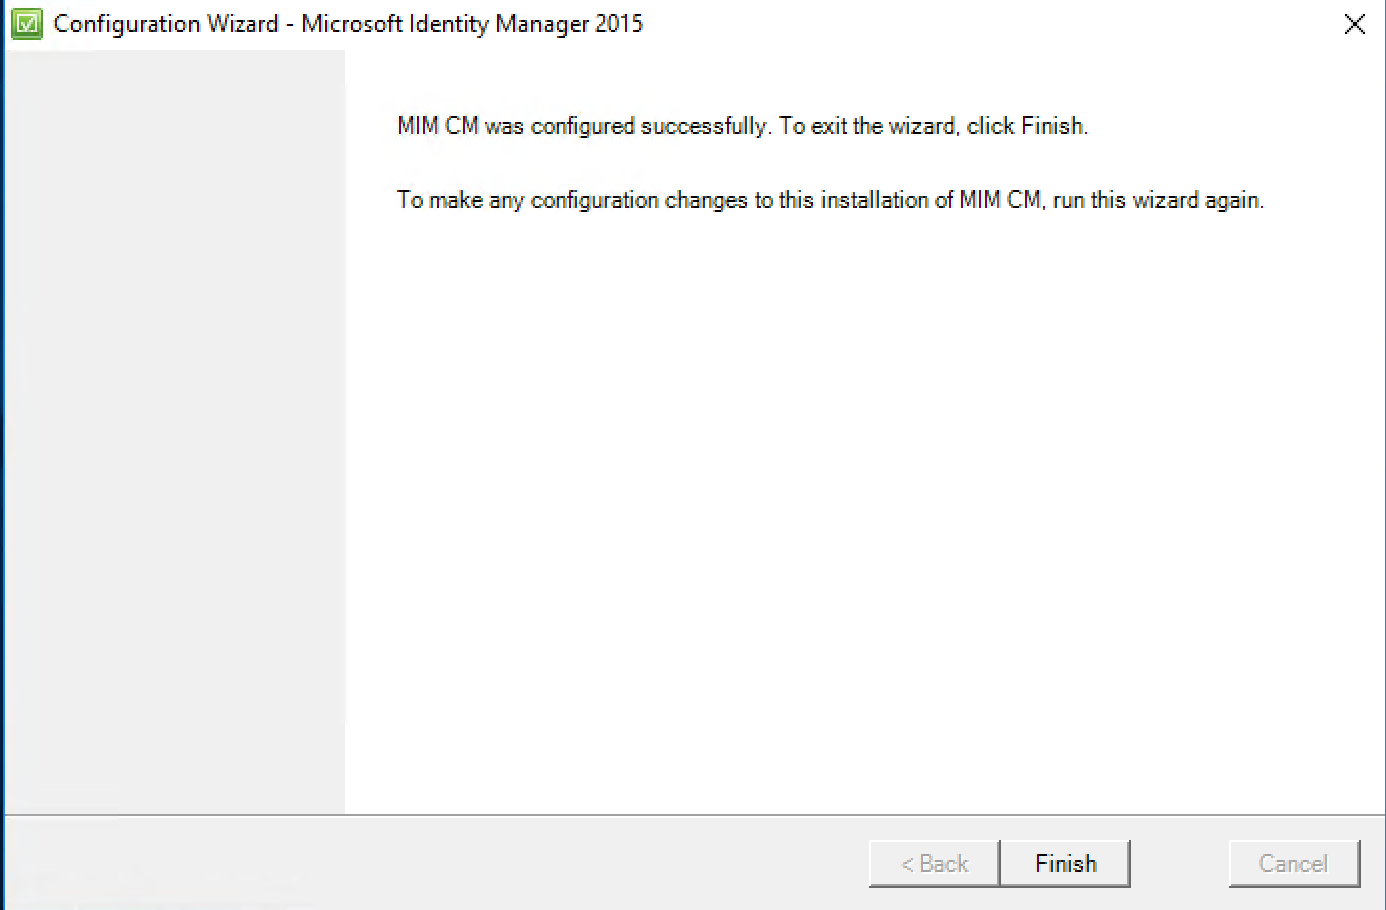 Configuration Wizard - Microsoft Identity Manager 2015
MIM CM was configured successfully. To exit the wizard, click Finish.
To make any configuration changes to this installation of MIM CM, run this wizard again.
< Back
Finish
Cancel